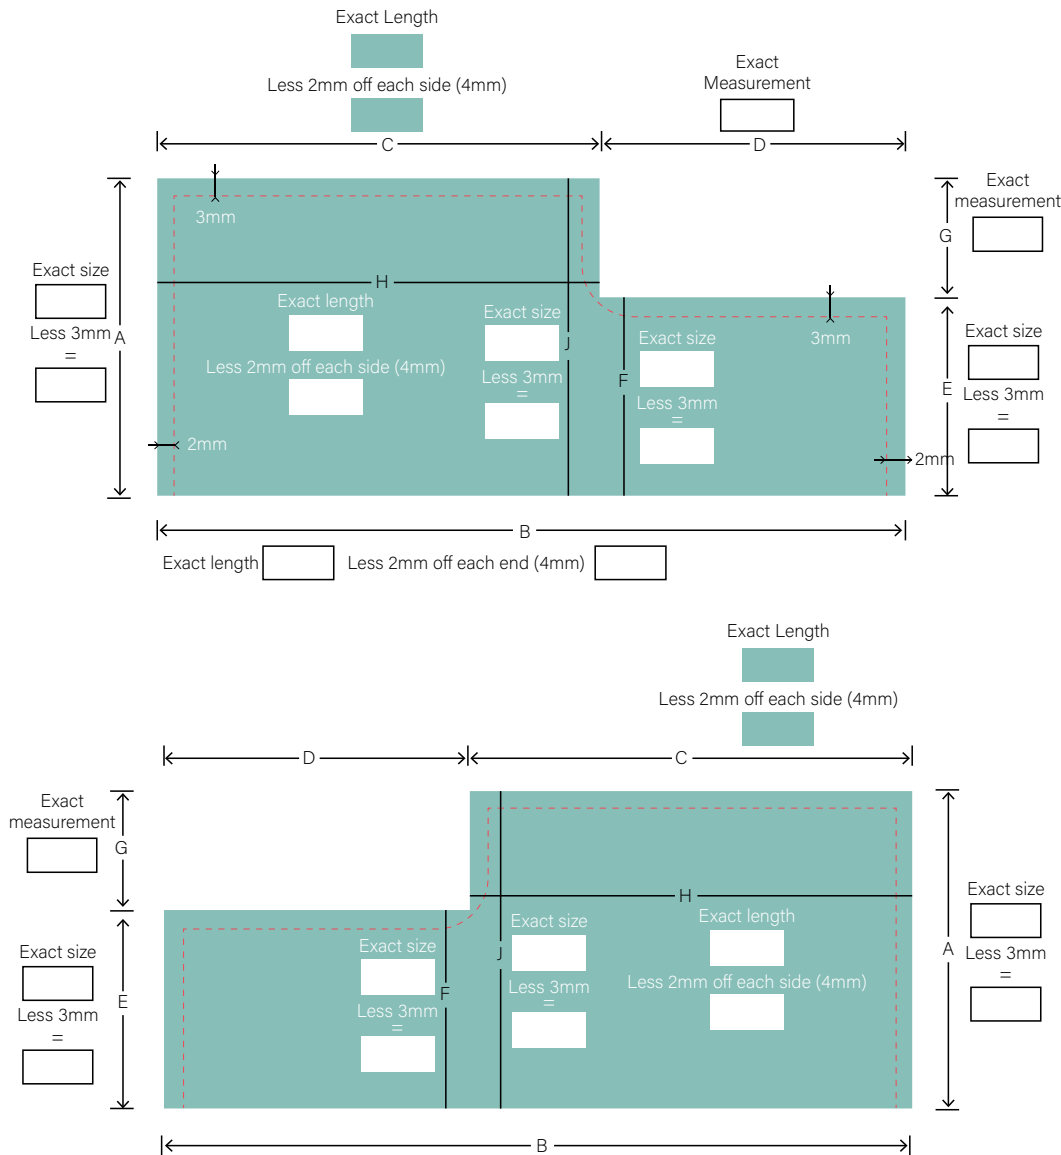 Exact Length
Less 2mm off each side (4mm)
Exact
Measurement
C
D
A
3mm
Exact
measurement
G
Exact size
Less 3mm
=
H
Exact length
Less 2mm off each side (4mm)
Exact size
Less 3mm
=
J
Exact size
Less 3mm
=
F
3mm
Exact size
Less 3mm
=
E
2mm
2mm
B
Exact length
Less 2mm off each end (4mm)
Exact Length
Less 2mm off each side (4mm)
D
C
Exact
measurement
G
H
Exact size
Less 3mm
=
E
Exact size
Less 3mm
=
F
Exact size
Less 3mm
=
J
Exact length
Less 2mm off each side (4mm)
Exact size
Less 3mm
=
A
B